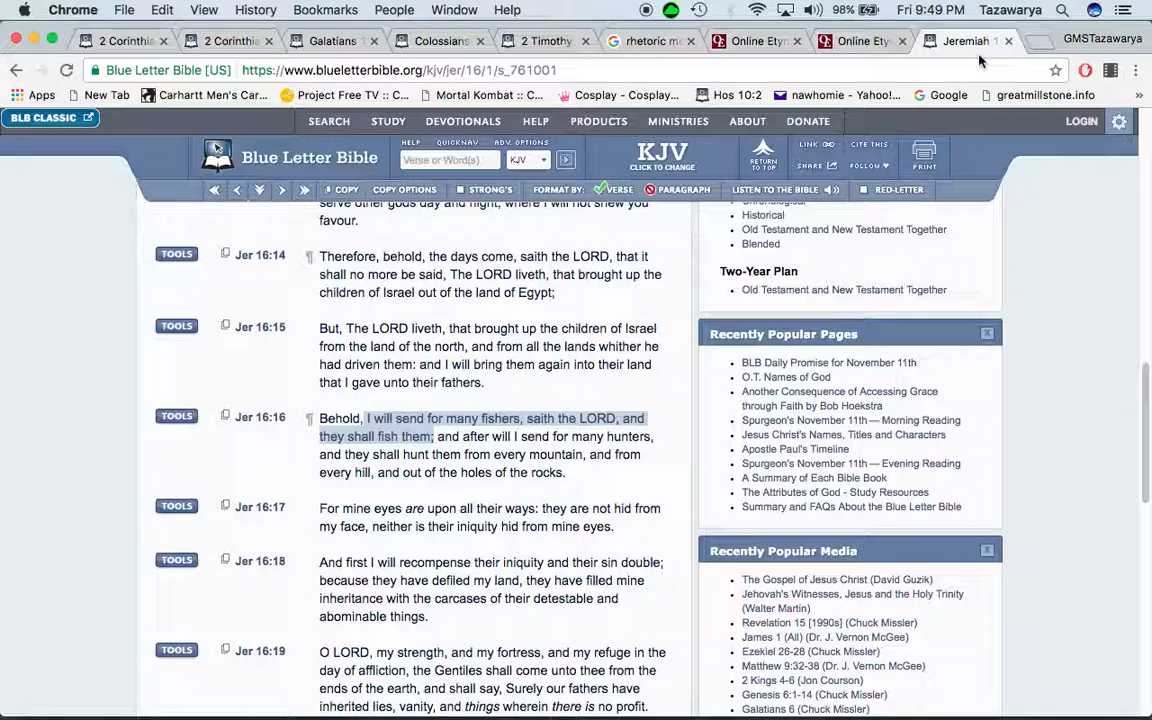 Chrome File Edit View History Bookmarks People Window Help 98% Fri 9:49 PM Tazawarya
2 Corinthia 2 Corinthia Galatians Colossians 2 Timothy rhetoric m Online Etyn Online Etyn Jeremiah 1 GMSTazawarya
Blue Letter Bible [US] https://www.blueletterbible.org/kjv/jer/16/1/s_761001
Apps New Tab Carhartt Men's Car... Project Free TV :: C... Mortal Kombat :: C... Cosplay - Cosplay... Hos 10:2 nawhomie - Yahoo!... Google greatmillstone.info »
BLB CLASSIC SEARCH STUDY DEVOTIONALS HELP PRODUCTS MINISTRIES ABOUT DONATE LOGIN
Blue Letter Bible
HELP QUICKNAV ADV. OPTIONS
Verse or Word(s) KJV
KJV
CLICK TO CHANGE
RETURN
TO TOP
LINK CITE THIS
SHARE FOLLOW
PRINT
COPY COPY OPTIONS STRONG'S FORMAT BY: VERSE PARAGRAPH LISTEN TO THE BIBLE RED-LETTER
serve other gods day and night; where I will not shew you
favour.
TOOLS Jer 16:14 ¶ Therefore, behold, the days come, saith the LORD, that it
shall no more be said, The LORD liveth, that brought up the
children of Israel out of the land of Egypt;
TOOLS Jer 16:15 But, The LORD liveth, that brought up the children of Israel
from the land of the north, and from all the lands whither he
had driven them: and I will bring them again into their land
that I gave unto their fathers.
TOOLS Jer 16:16 ¶ Behold, I will send for many fishers, saith the LORD, and
they shall fish them; and after will I send for many hunters,
and they shall hunt them from every mountain, and from
every hill, and out of the holes of the rocks.
TOOLS Jer 16:17 For mine eyes are upon all their ways: they are not hid from
my face, neither is their iniquity hid from mine eyes.
TOOLS Jer 16:18 And first I will recompense their iniquity and their sin double;
because they have defiled my land, they have filled mine
inheritance with the carcases of their detestable and
abominable things.
TOOLS Jer 16:19 O LORD, my strength, and my fortress, and my refuge in the
day of affliction, the Gentiles shall come unto thee from the
ends of the earth, and shall say, Surely our fathers have
inherited lies, vanity, and things wherein there is no profit.
Chronological
Historical
Old Testament and New Testament Together
Blended
Two-Year Plan
Old Testament and New Testament Together
Recently Popular Pages
BLB Daily Promise for November 11th
O.T. Names of God
Another Consequence of Accessing Grace
through Faith by Bob Hoekstra
Spurgeon's November 11th — Morning Reading
Jesus Christ's Names, Titles and Characters
Apostle Paul's Timeline
Spurgeon's November 11th — Evening Reading
A Summary of Each Bible Book
The Attributes of God - Study Resources
Summary and FAQs About the Blue Letter Bible
Recently Popular Media
The Gospel of Jesus Christ (David Guzik)
Jehovah's Witnesses, Jesus and the Holy Trinity
(Walter Martin)
Revelation 15 [1990s] (Chuck Missler)
James 1 (All) (Dr. J. Vernon McGee)
Ezekiel 26-28 (Chuck Missler)
Matthew 9:32-38 (Dr. J. Vernon McGee)
2 Kings 4-6 (Jon Courson)
Genesis 6:1-14 (Chuck Missler)
Galatians 6 (Chuck Missler)